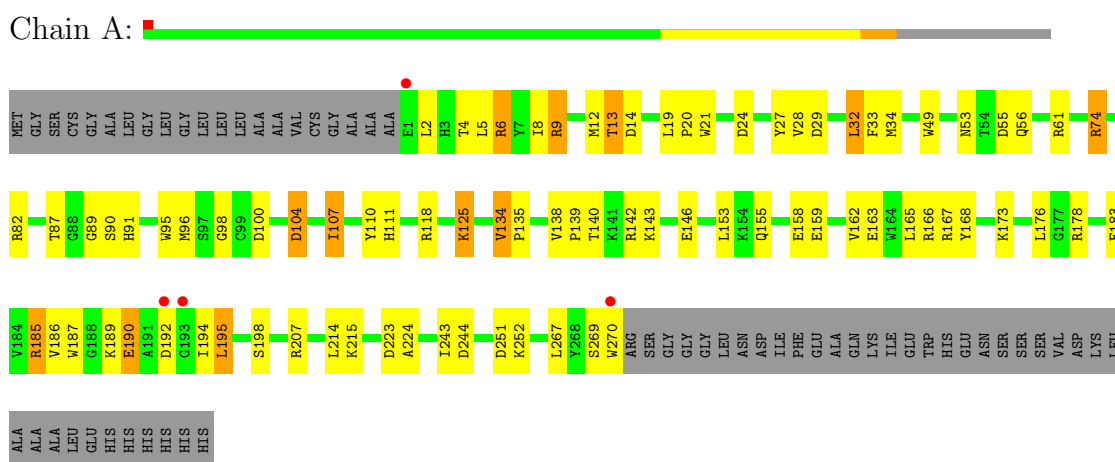 Chain A:
MET GLY SER CYS GLY ALA LEU GLY LEU GLY LEU LEU LEU ALA ALA VAL CYS GLY ALA ALA ALA E1 L2 H3 T4 L5 R6 Y7 I8 R9 M12 T13 D14 L19 P20 W21 D24 Y27 V28 D29 L32 F33 M34 W49 N53 T54 D55 Q56 R61 R74
R82 T87 G88 G89 S90 H91 W95 M96 S97 G98 C99 D100 D104 I107 Y110 H111 R118 K125 V134 P135 V138 P139 T140 K141 R142 K143 E146 L153 K154 Q155 E158 E159 V162 E163 W164 L165 R166 R167 Y168 K173 L176 G177 R178 E183
V184 R185 V186 W187 G188 K189 E190 A191 D192 G193 I194 L195 S198 R207 L214 K215 D223 A224 I243 D244 D251 K252 L267 Y268 S269 W270 ARG SER GLY GLY GLY LEU ASN ASP ILE PHE GLU ALA GLN LYS ILE GLU TRP HIS GLU ASN SER SER SER VAL ASP LYS LEU
ALA ALA ALA LEU GLU HIS HIS HIS HIS HIS HIS